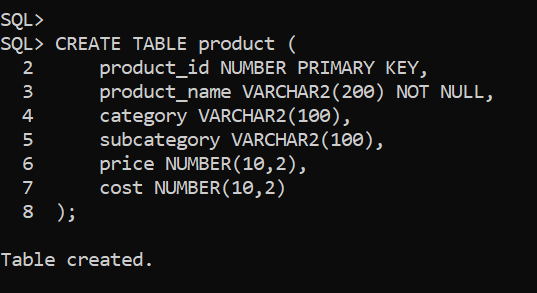 SQL>
SQL> CREATE TABLE product (
  2      product_id NUMBER PRIMARY KEY,
  3      product_name VARCHAR2(200) NOT NULL,
  4      category VARCHAR2(100),
  5      subcategory VARCHAR2(100),
  6      price NUMBER(10,2),
  7      cost NUMBER(10,2)
  8  );
Table created.